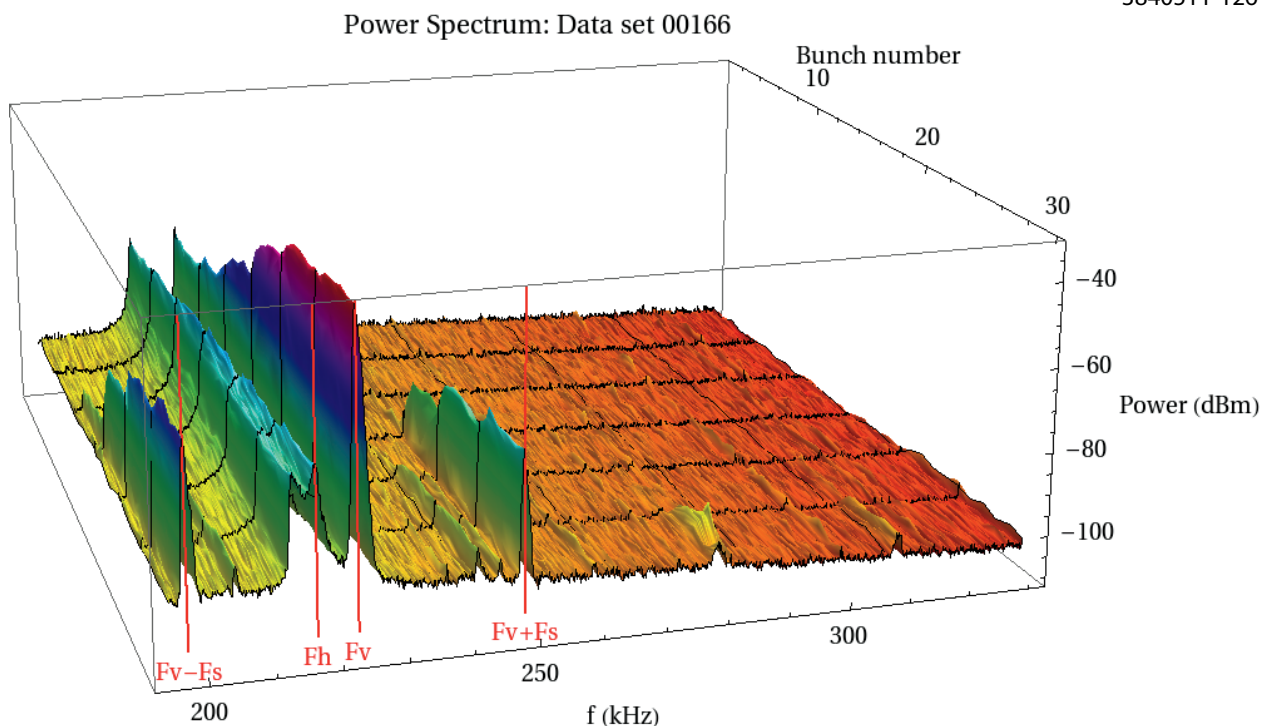 Power Spectrum: Data set 00166
Bunch number
10
20
30
−40
−60
−80
−100
Power (dBm)
Fv−Fs
Fh
Fv
Fv+Fs
200
250
300
f (kHz)